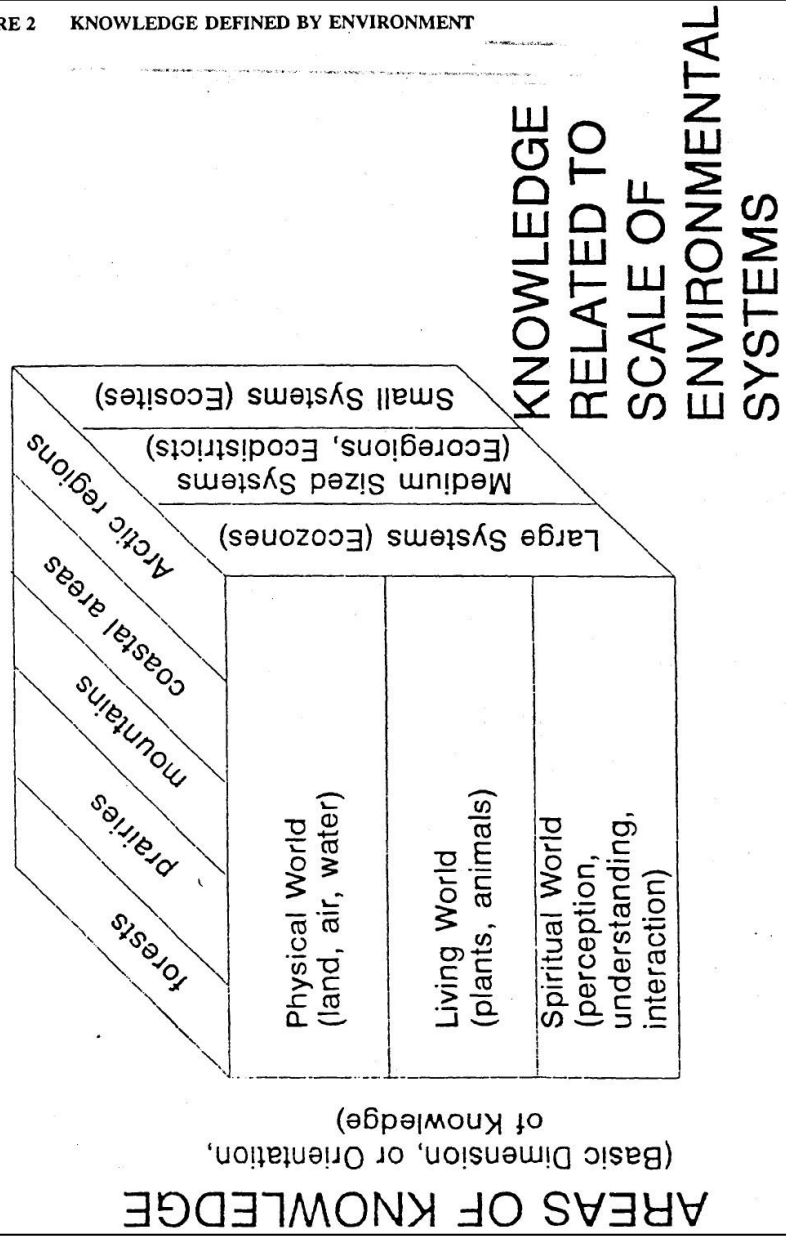 RE 2 KNOWLEDGE DEFINED BY ENVIRONMENT
KNOWLEDGE
RELATED TO
SCALE OF
ENVIRONMENTAL
SYSTEMS
Small Systems (Ecosites)
Medium Sized Systems
(Ecoregions, Ecodistricts)
Large Systems (Ecozones)
Arctic regions
coastal areas
mountains
prairies
forests
Physical World
(land, air, water)
Living World
(plants, animals)
Spiritual World
(perception,
understanding,
interaction)
AREAS OF KNOWLEDGE
(Basic Dimension, or Orientation,
of Knowledge)